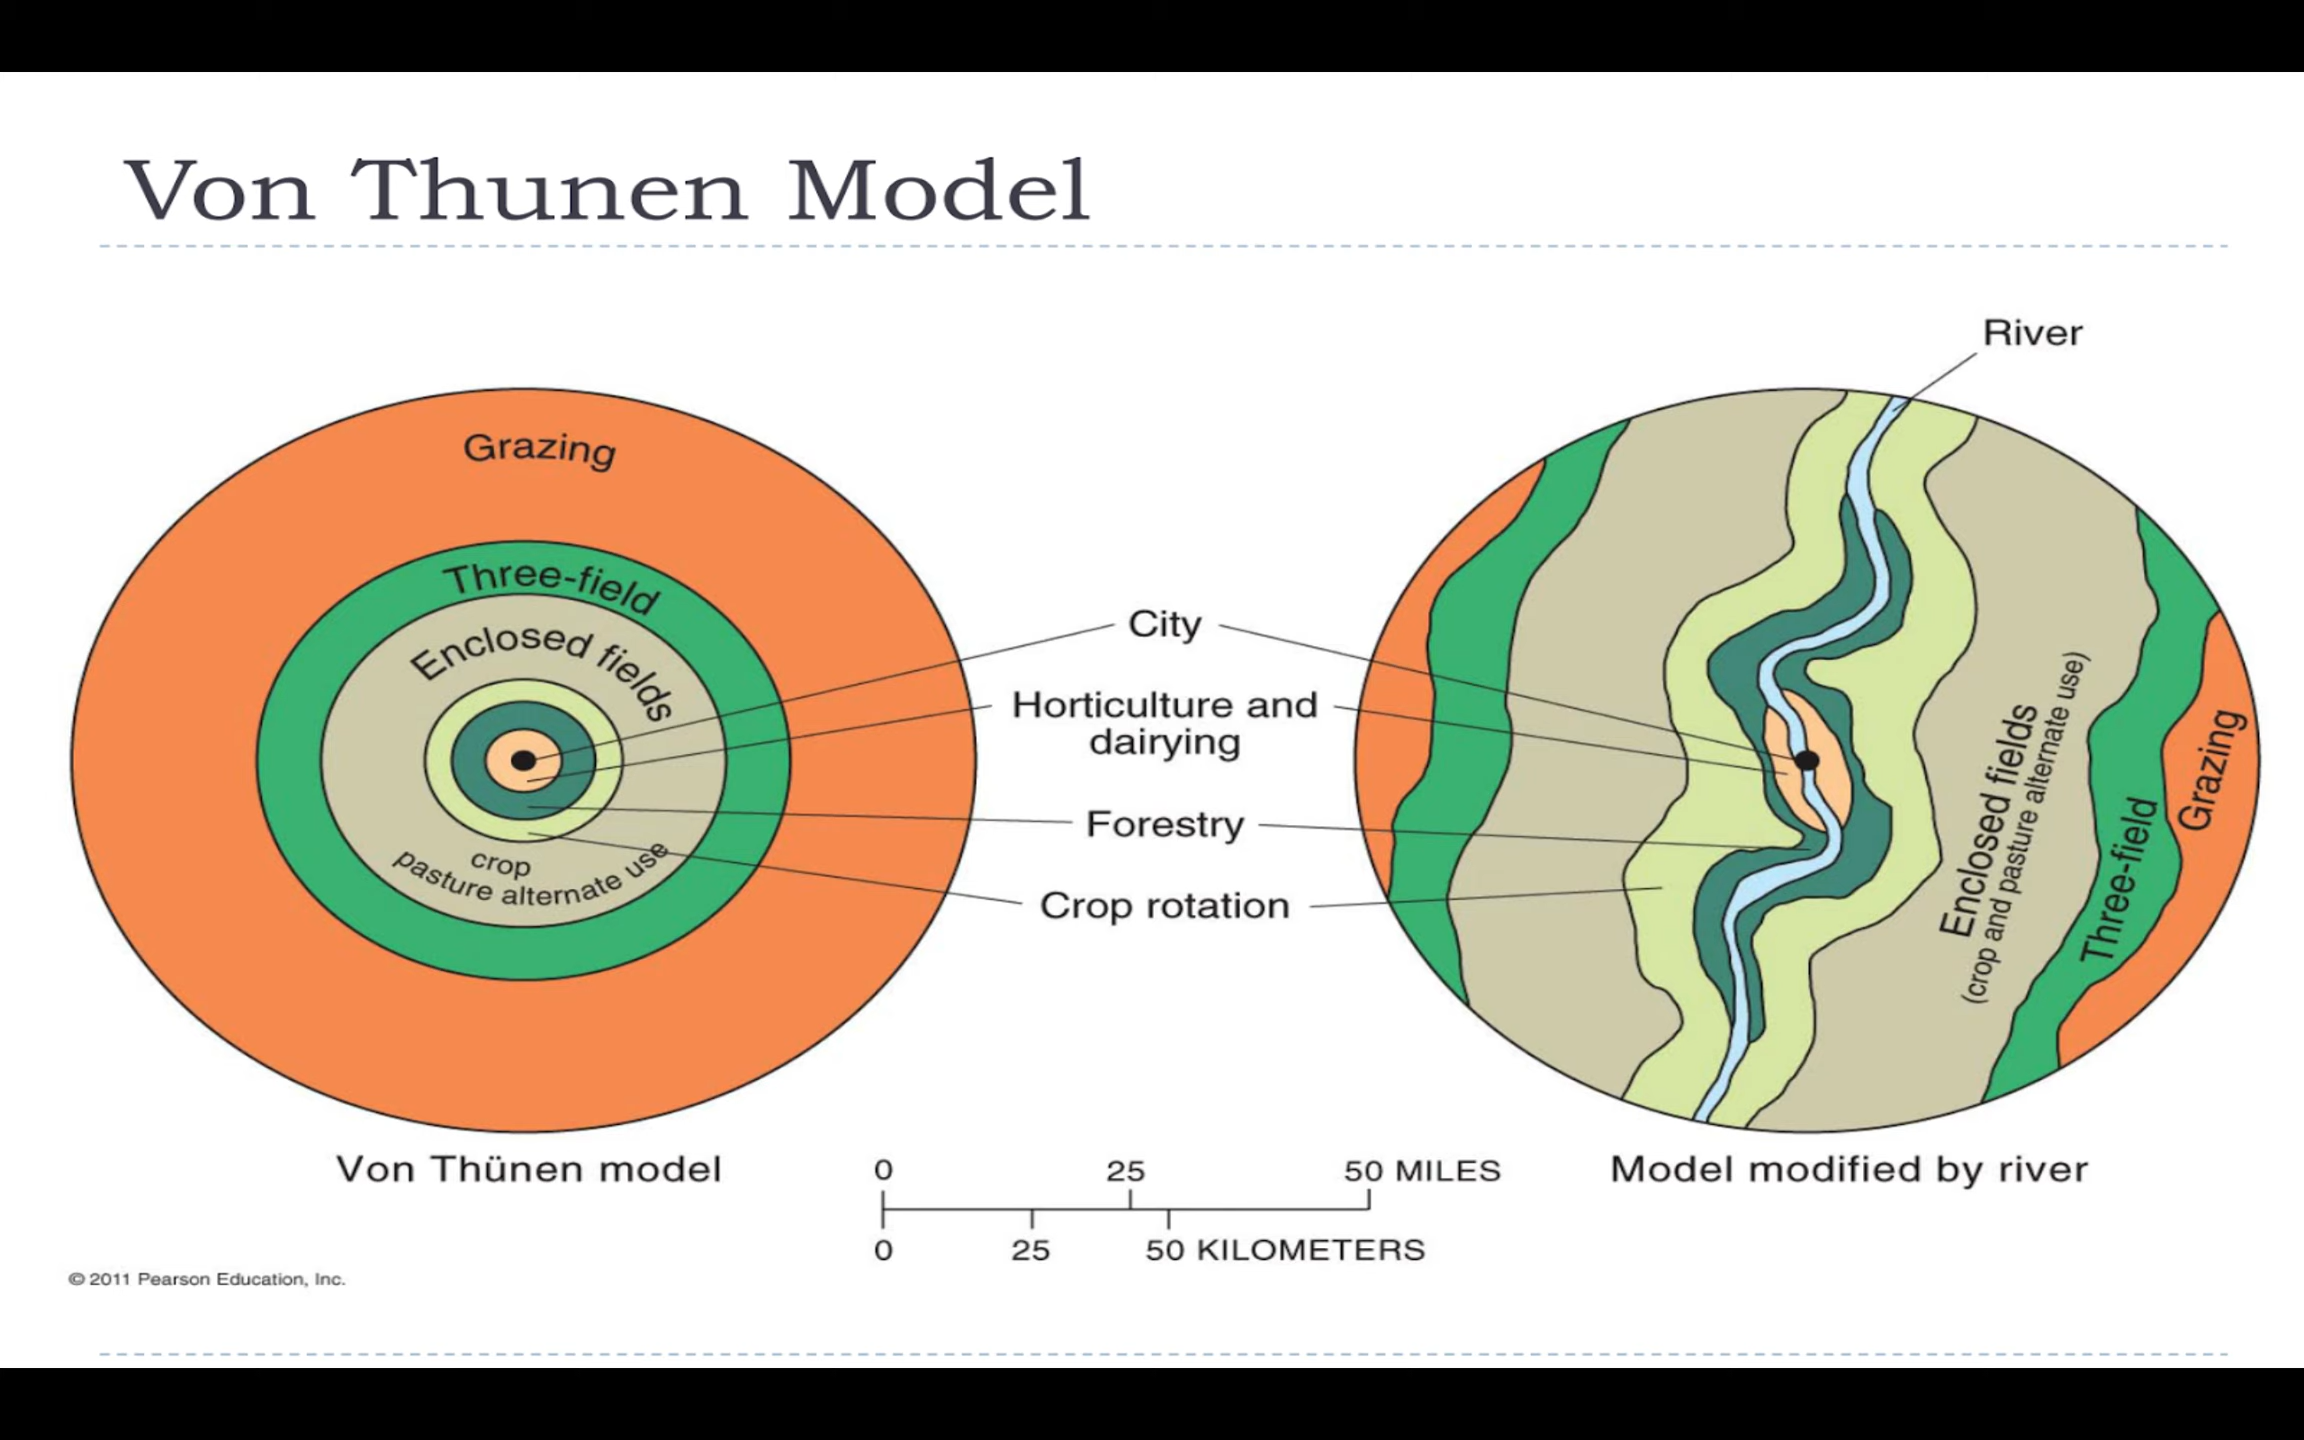 Von Thunen Model
River
Grazing
Three-field
Enclosed fields
crop
pasture alternate use
City
Horticulture and
dairying
Forestry
Crop rotation
Enclosed fields
(crop and pasture alternate use)
Three-field
Grazing
Von Thünen model
0 25 50 MILES
0 25 50 KILOMETERS
Model modified by river
© 2011 Pearson Education, Inc.